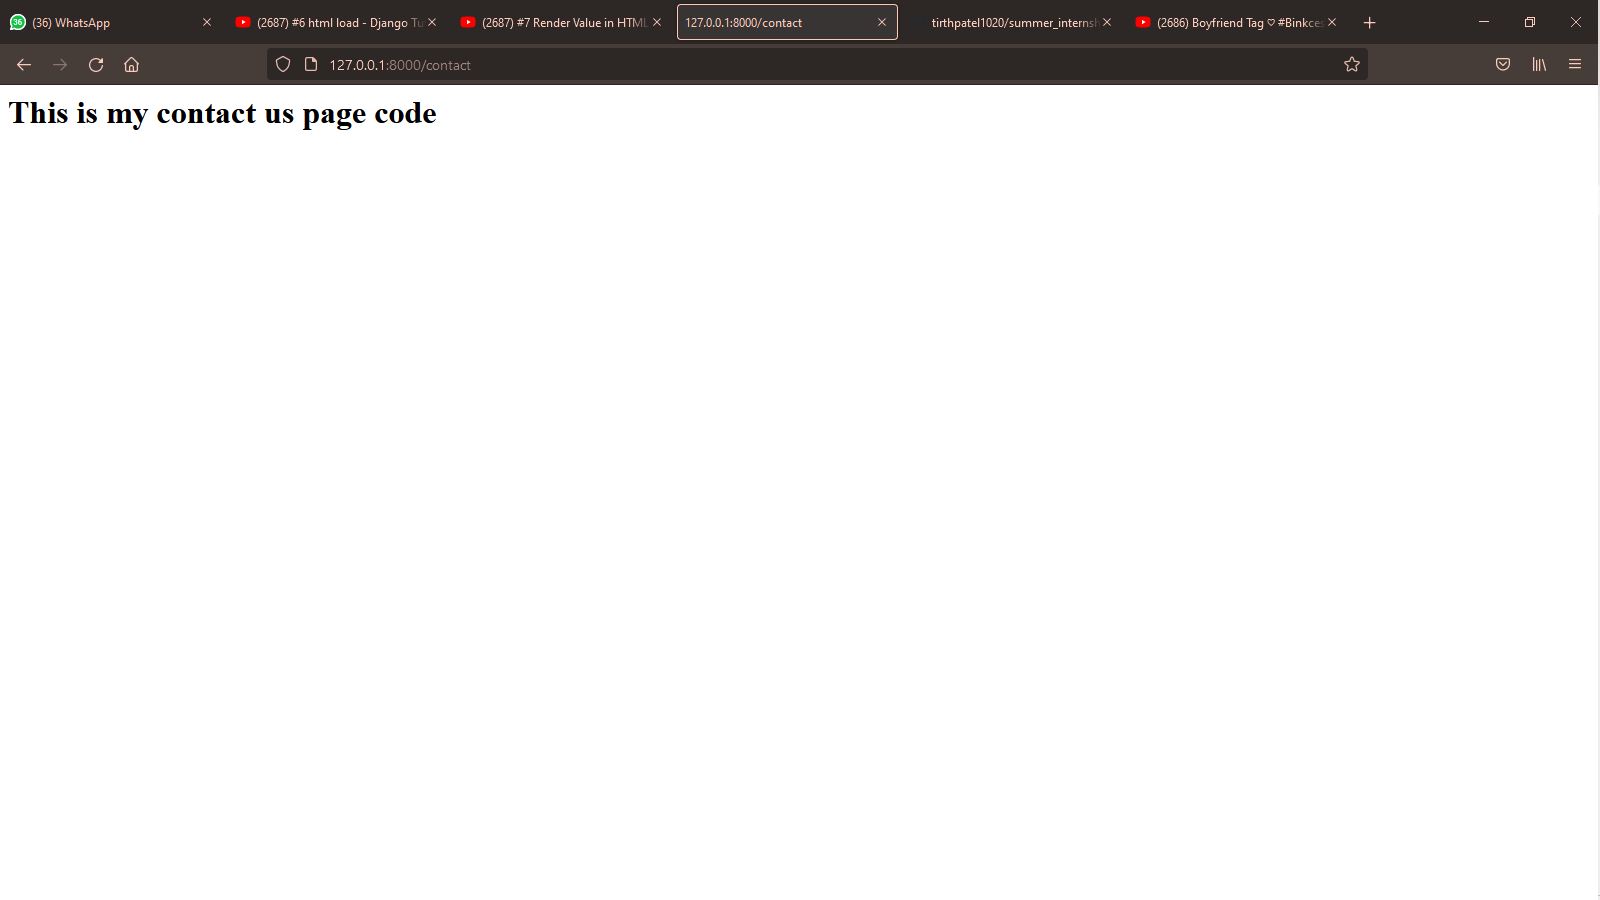 (36) WhatsApp
(2687) #6 html load - Django Tu
(2687) #7 Render Value in HTML
127.0.0.1:8000/contact
tirthpatel1020/summer_internsh
(2686) Boyfriend Tag ♡ #Binkces
127.0.0.1:8000/contact
This is my contact us page code